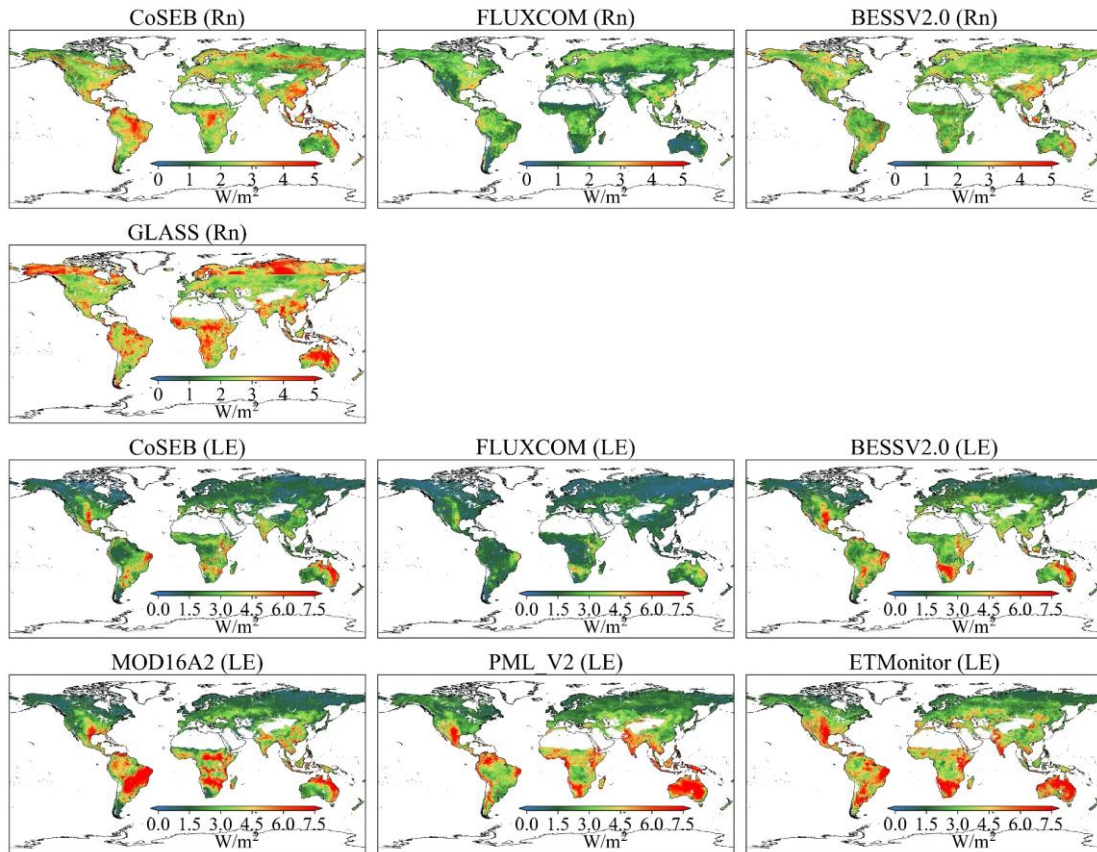 CoSEB (Rn) FLUXCOM (Rn) BESSV2.0 (Rn)
0 1 2 3 4 5 0 1 2 3 4 5 0 1 2 3 4 5
W/m² W/m² W/m²
GLASS (Rn)
0 1 2 3 4 5
W/m²
CoSEB (LE) FLUXCOM (LE) BESSV2.0 (LE)
0.0 1.5 3.0 4.5 6.0 7.5 0.0 1.5 3.0 4.5 6.0 7.5 0.0 1.5 3.0 4.5 6.0 7.5
W/m² W/m² W/m²
MOD16A2 (LE) PML_V2 (LE) ETMonitor (LE)
0.0 1.5 3.0 4.5 6.0 7.5 0.0 1.5 3.0 4.5 6.0 7.5 0.0 1.5 3.0 4.5 6.0 7.5
W/m² W/m² W/m²